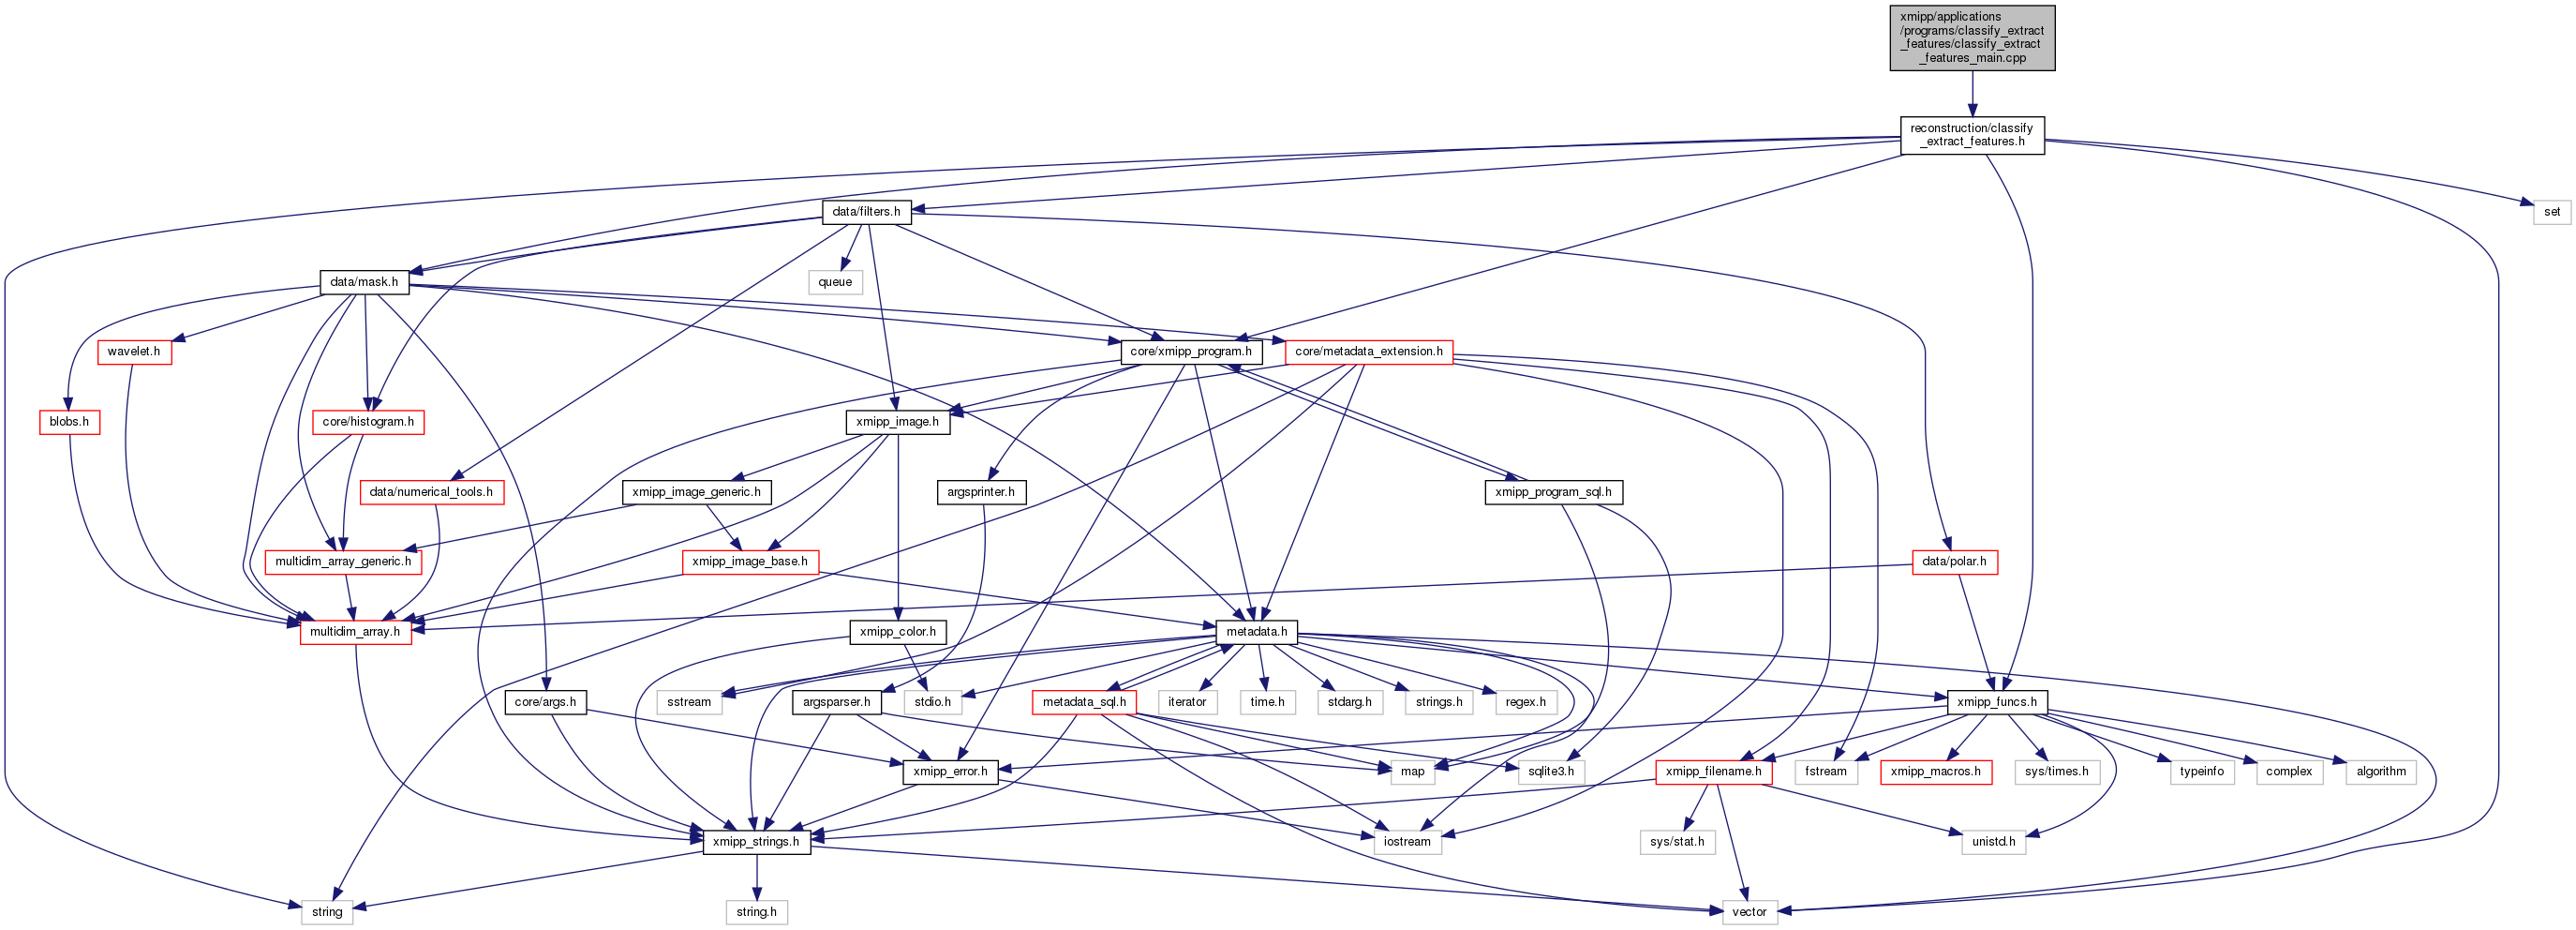 xmipp/applications
/programs/classify_extract
_features/classify_extract
_features_main.cpp
reconstruction/classify
_extract_features.h
data/filters.h
set
data/mask.h
queue
wavelet.h
core/xmipp_program.h
core/metadata_extension.h
blobs.h
core/histogram.h
xmipp_image.h
data/numerical_tools.h
xmipp_image_generic.h
argsprinter.h
xmipp_program_sql.h
multidim_array_generic.h
xmipp_image_base.h
data/polar.h
multidim_array.h
xmipp_color.h
metadata.h
core/args.h
sstream
argsparser.h
stdio.h
metadata_sql.h
iterator
time.h
stdarg.h
strings.h
regex.h
xmipp_funcs.h
xmipp_error.h
map
sqlite3.h
xmipp_filename.h
fstream
xmipp_macros.h
sys/times.h
typeinfo
complex
algorithm
xmipp_strings.h
iostream
sys/stat.h
unistd.h
string
string.h
vector